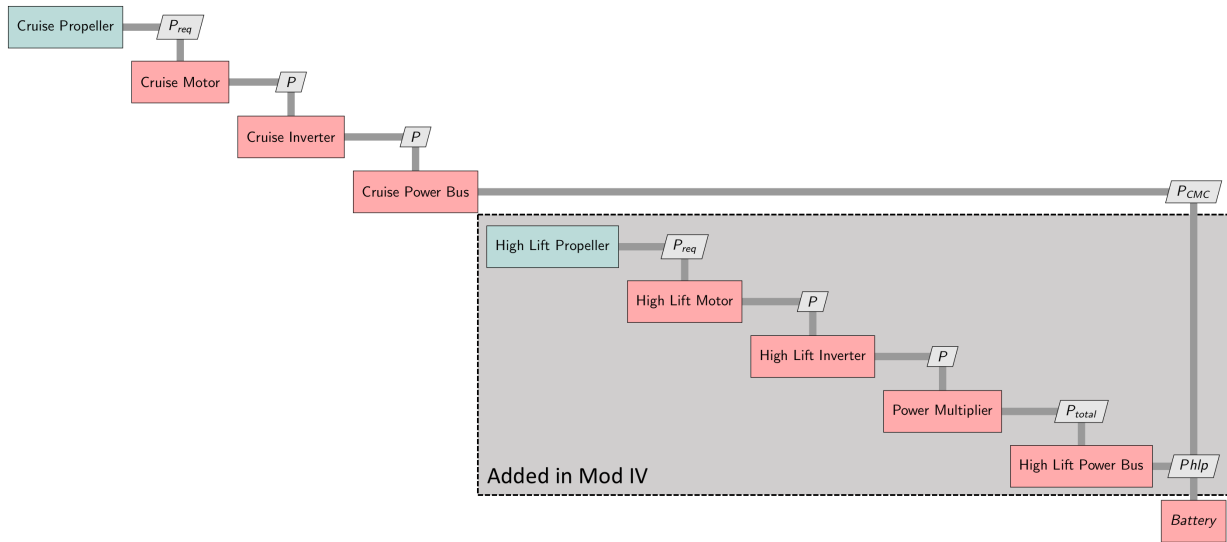 Cruise Propeller
P_req
Cruise Motor
P
Cruise Inverter
P
Cruise Power Bus
P_CMC
High Lift Propeller
P_req
High Lift Motor
P
High Lift Inverter
P
Power Multiplier
P_total
High Lift Power Bus
Phlp
Added in Mod IV
Battery